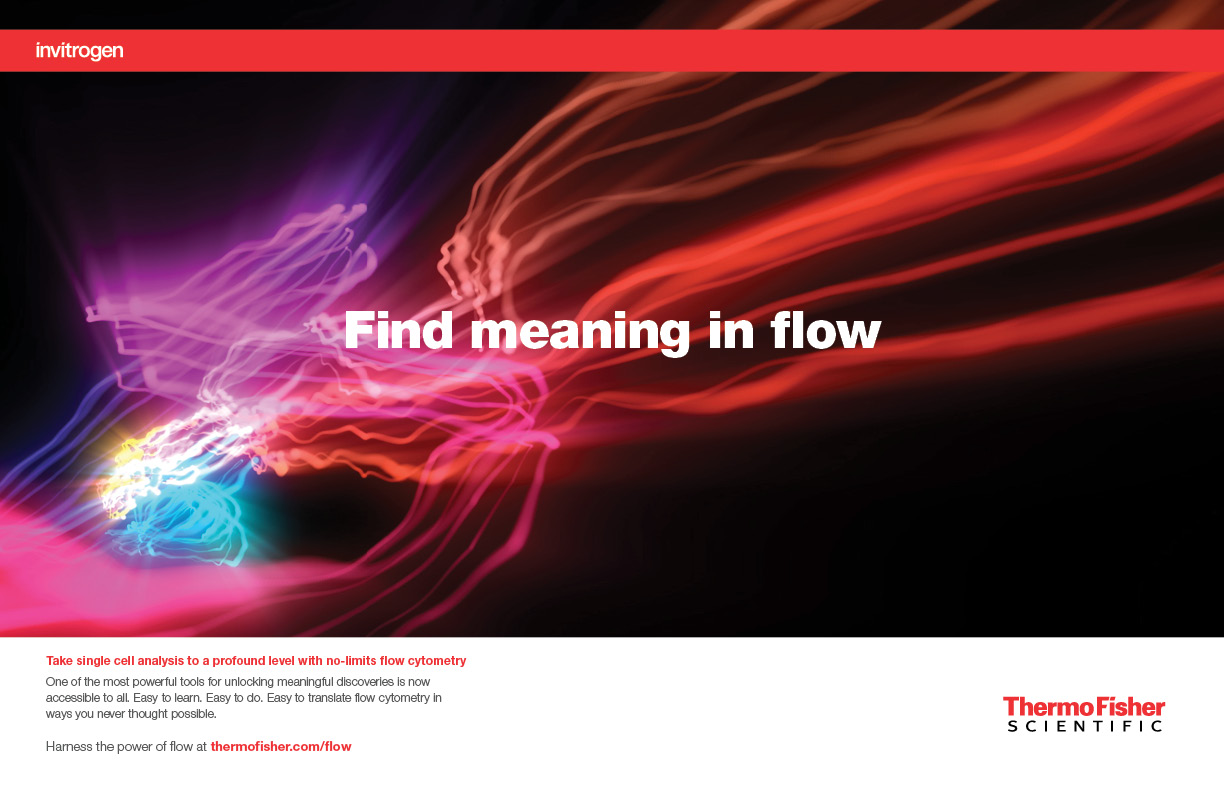 invitrogen
Find meaning in flow
Take single cell analysis to a profound level with no-limits flow cytometry
One of the most powerful tools for unlocking meaningful discoveries is now
accessible to all. Easy to learn. Easy to do. Easy to translate flow cytometry in
ways you never thought possible.
Harness the power of flow at thermofisher.com/flow
ThermoFisher
SCIENTIFIC